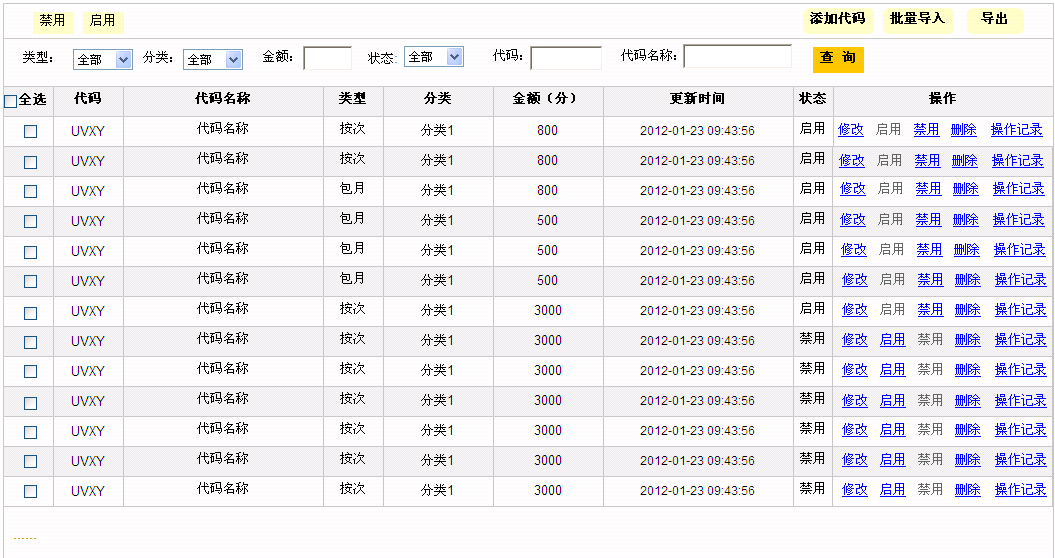 禁用 启用 添加代码 批量导入 导出
类型： 全部 分类： 全部 金额： 状态: 全部 代码： 代码名称： 查 询
全选 代码 代码名称 类型 分类 金额（分） 更新时间 状态 操作
UVXY 代码名称 按次 分类1 800 2012-01-23 09:43:56 启用 修改 启用 禁用 删除 操作记录
UVXY 代码名称 按次 分类1 800 2012-01-23 09:43:56 启用 修改 启用 禁用 删除 操作记录
UVXY 代码名称 包月 分类1 800 2012-01-23 09:43:56 启用 修改 启用 禁用 删除 操作记录
UVXY 代码名称 包月 分类1 500 2012-01-23 09:43:56 启用 修改 启用 禁用 删除 操作记录
UVXY 代码名称 包月 分类1 500 2012-01-23 09:43:56 启用 修改 启用 禁用 删除 操作记录
UVXY 代码名称 包月 分类1 500 2012-01-23 09:43:56 启用 修改 启用 禁用 删除 操作记录
UVXY 代码名称 按次 分类1 3000 2012-01-23 09:43:56 启用 修改 启用 禁用 删除 操作记录
UVXY 代码名称 按次 分类1 3000 2012-01-23 09:43:56 禁用 修改 启用 禁用 删除 操作记录
UVXY 代码名称 按次 分类1 3000 2012-01-23 09:43:56 禁用 修改 启用 禁用 删除 操作记录
UVXY 代码名称 按次 分类1 3000 2012-01-23 09:43:56 禁用 修改 启用 禁用 删除 操作记录
UVXY 代码名称 按次 分类1 3000 2012-01-23 09:43:56 禁用 修改 启用 禁用 删除 操作记录
UVXY 代码名称 按次 分类1 3000 2012-01-23 09:43:56 禁用 修改 启用 禁用 删除 操作记录
UVXY 代码名称 按次 分类1 3000 2012-01-23 09:43:56 禁用 修改 启用 禁用 删除 操作记录
......